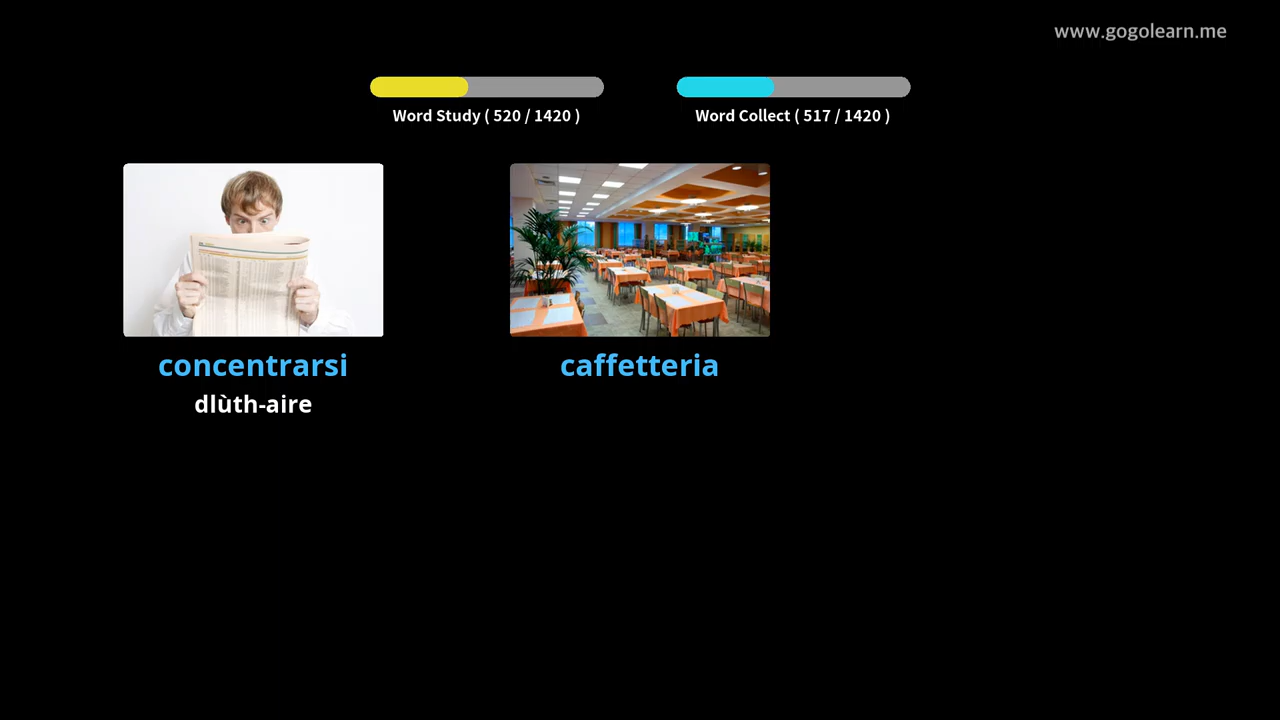 www.gogolearn.me
Word Study ( 520 / 1420 )
Word Collect ( 517 / 1420 )
concentrarsi
caffetteria
dlùth-aire